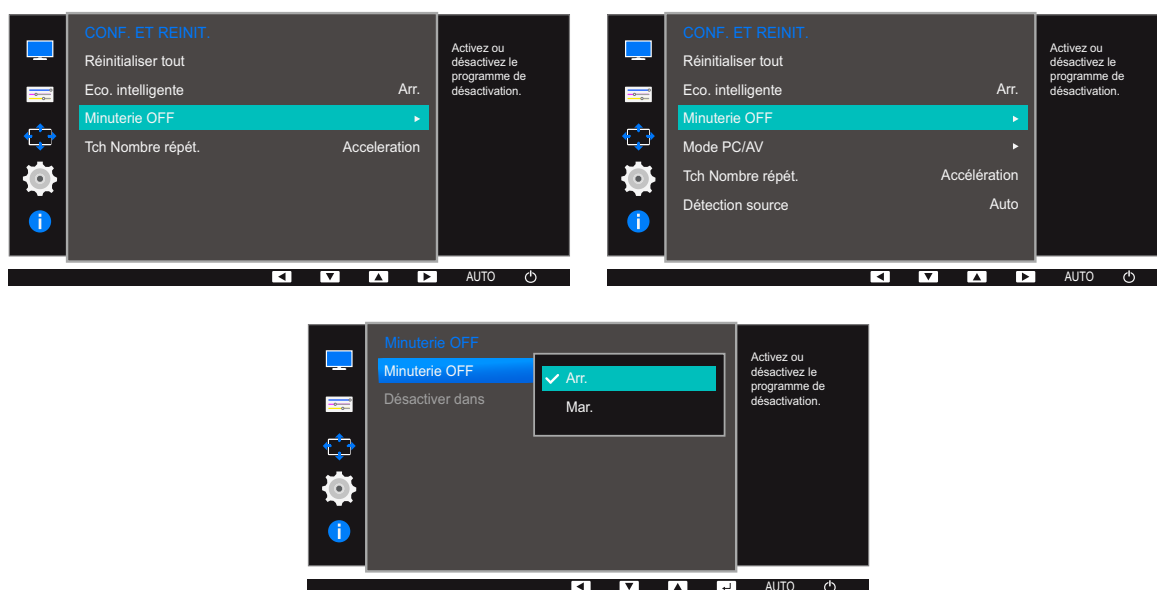 CONF. ET REINIT.
Réinitialiser tout
Eco. intelligente Arr.
Minuterie OFF
Tch Nombre répét. Acceleration
Activez ou
désactivez le
programme de
désactivation.
i
AUTO
CONF. ET REINIT.
Réinitialiser tout
Eco. intelligente Arr.
Minuterie OFF
Mode PC/AV
Tch Nombre répét. Accélération
Détection source Auto
Activez ou
désactivez le
programme de
désactivation.
i
AUTO
Minuterie OFF
Minuterie OFF
Désactiver dans
Arr.
Mar.
Activez ou
désactivez le
programme de
désactivation.
i
AUTO